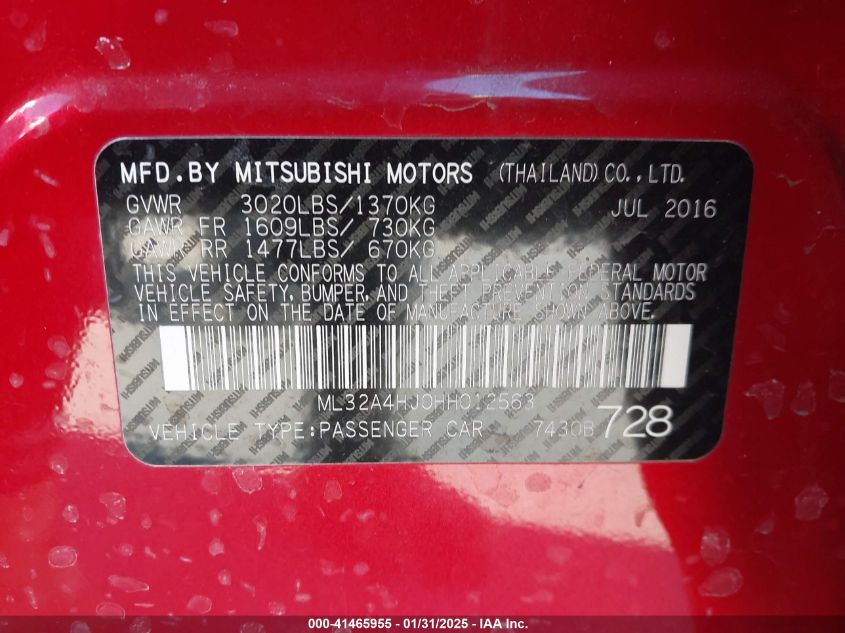 MFD.BY MITSUBISHI MOTORS (THAILAND) CO., LTD.
GVWR 3020LBS/1370KG JUL 2016
GAWR FR 1609LBS/ 730KG
GAWR RR 1477LBS/ 670KG
THIS VEHICLE CONFORMS TO ALL APPLICABLE FEDERAL MOTOR
VEHICLE SAFETY, BUMPER, AND THEFT PREVENTION STANDARDS
IN EFFECT ON THE DATE OF MANUFACTURE SHOWN ABOVE.
ML32A4HJ0HH012563
VEHICLE TYPE:PASSENGER CAR 7430B 728
000-41465955 - 01/31/2025 - IAA Inc.